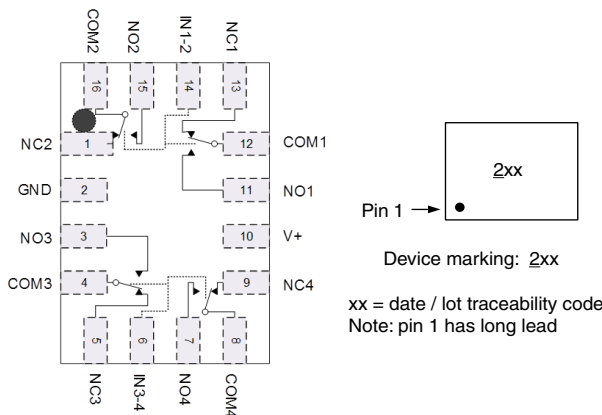 COM2
NO2
IN1-2
NC1
16
15
14
13
NC2
1
12
COM1
GND
2
11
NO1
NO3
3
10
V+
COM3
4
9
NC4
5
6
7
8
NC3
IN3-4
NO4
COM4
2xx
Pin 1
Device marking: 2xx
xx = date / lot traceability code
Note: pin 1 has long lead